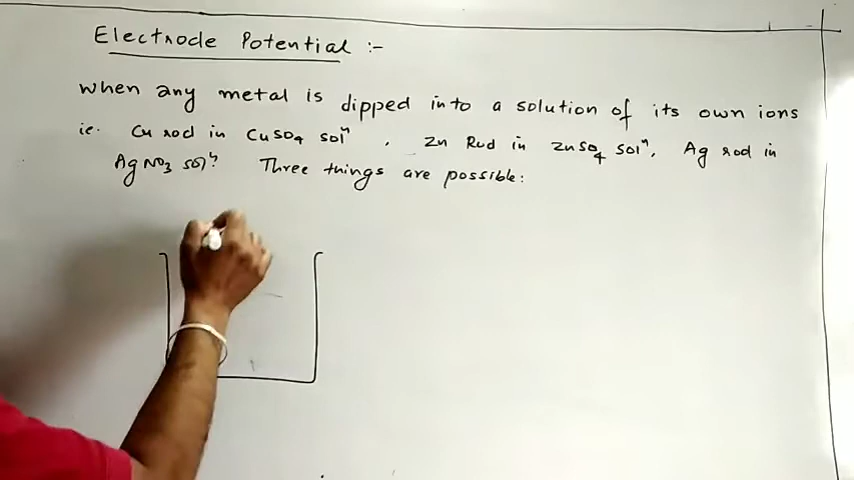 Electrode Potential :-
When any metal is dipped into a solution of its own ions
ie. Cu rod in CuSO4 solⁿ, Zn Rod in ZnSO4 solⁿ, Ag rod in
AgNO3 solⁿ. Three things are possible: